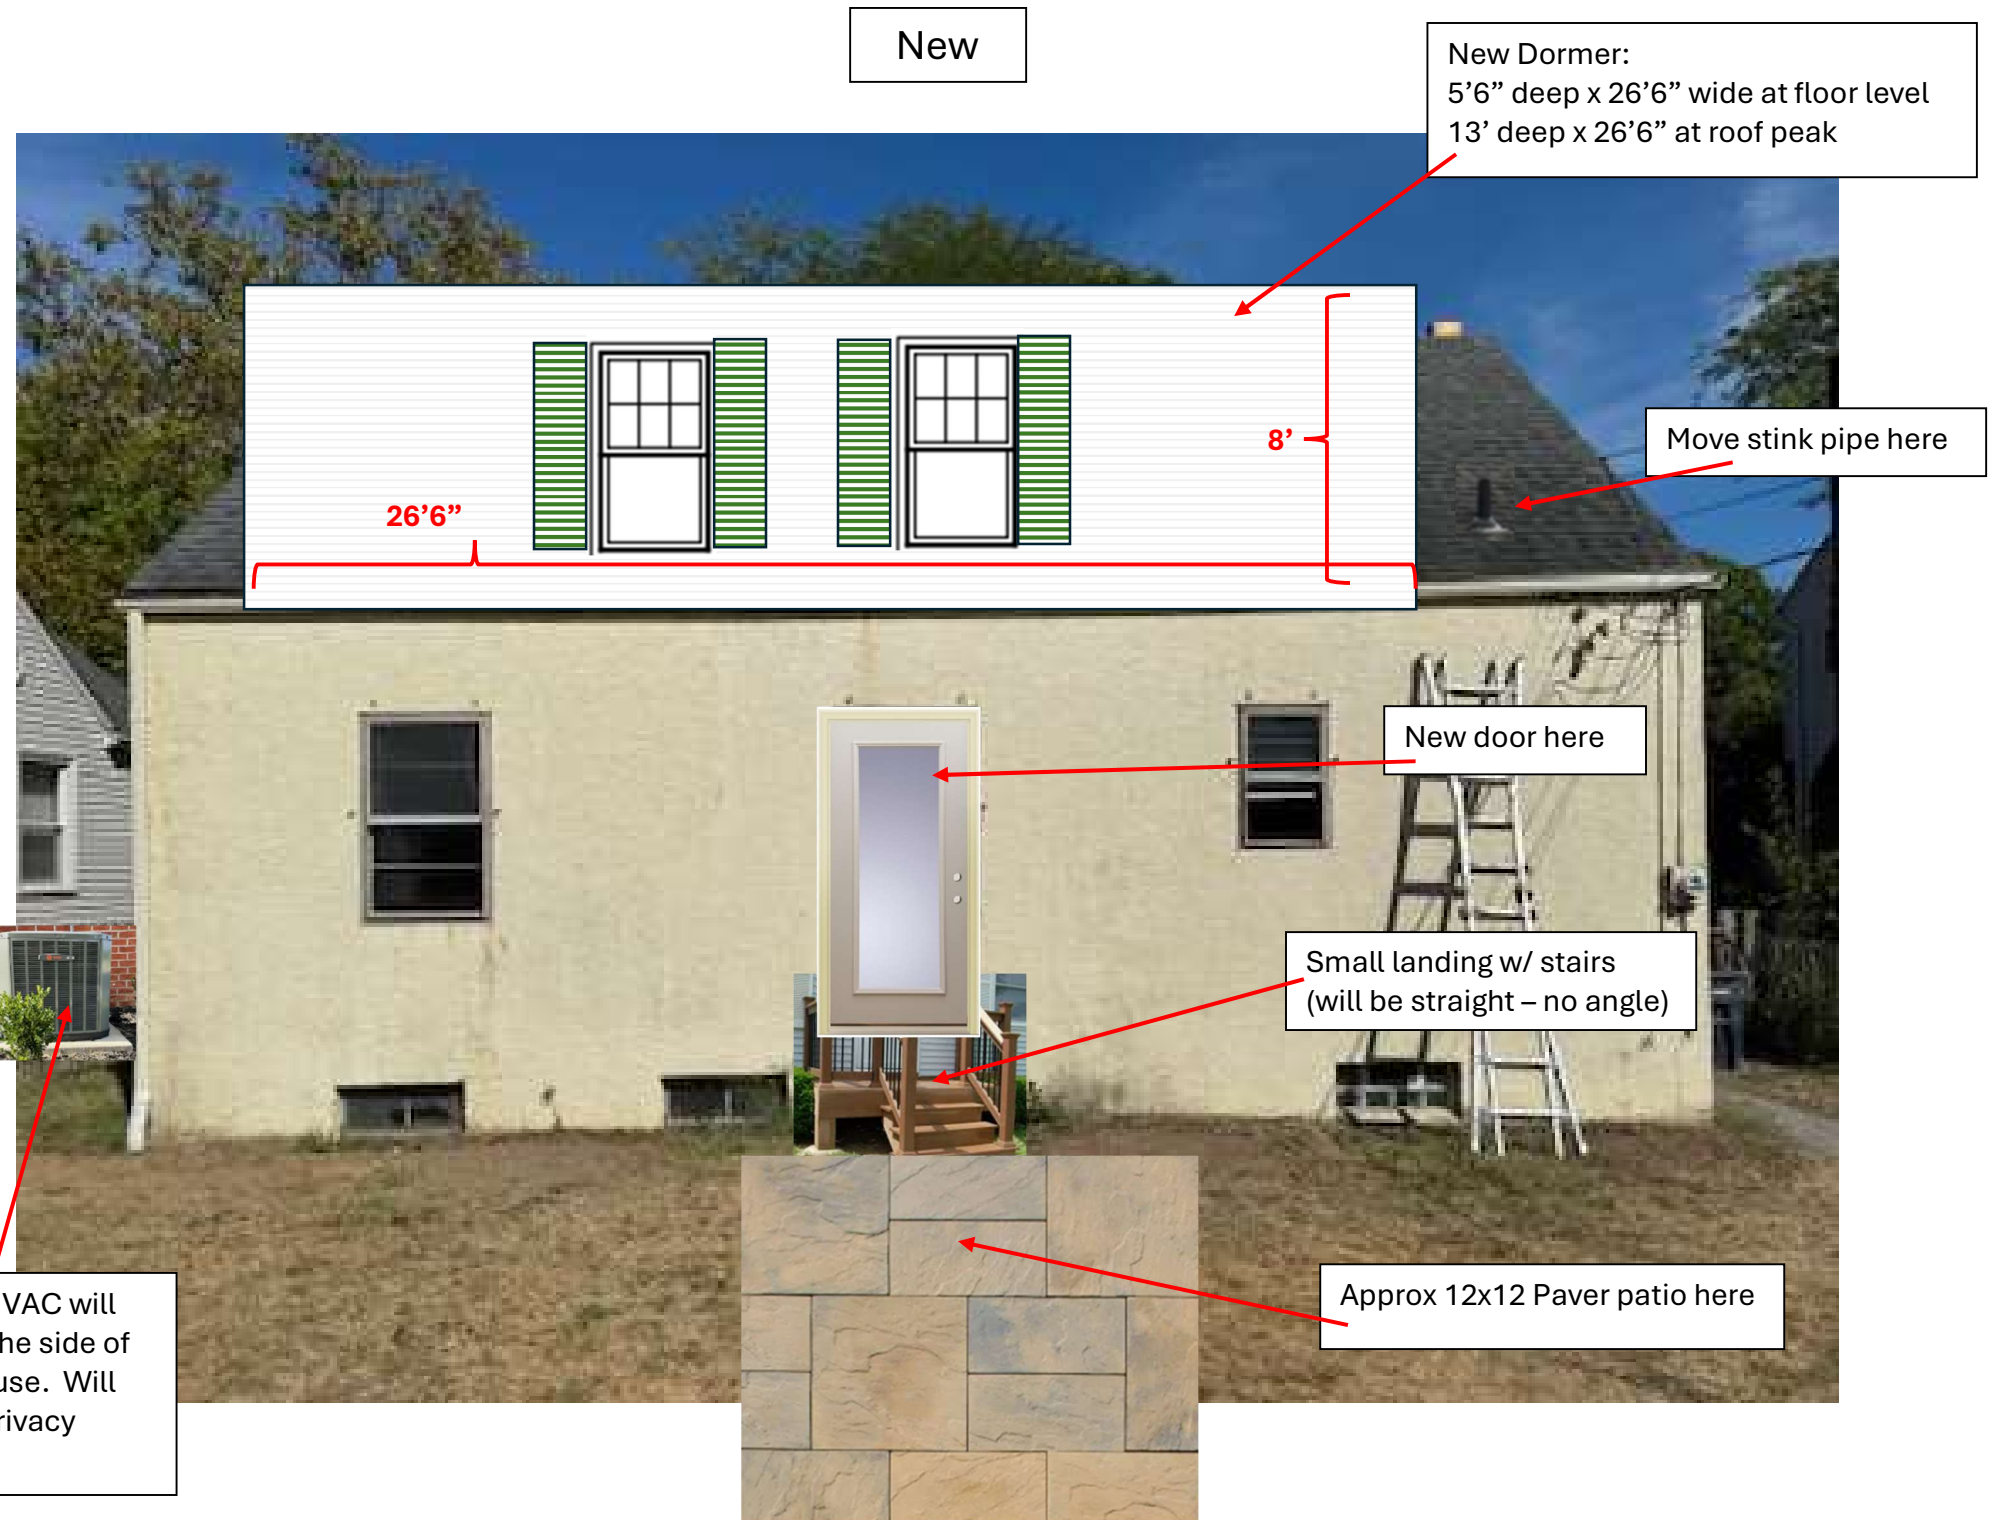 New
New Dormer:
5’6” deep x 26’6” wide at floor level
13’ deep x 26’6” at roof peak
Move stink pipe here
8’
26’6”
New door here
Small landing w/ stairs
(will be straight – no angle)
VAC will
he side of
use. Will
rivacy
Approx 12x12 Paver patio here